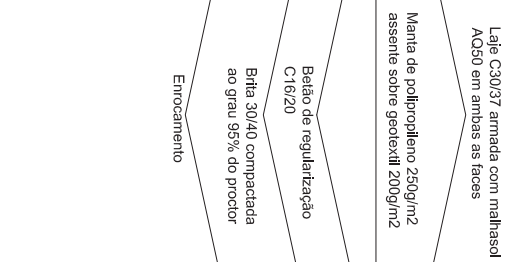 Laje C30/37 armada com malhasol
AQ50 em ambas as faces
Manta de polipropileno 250g/m2
assente sobre geotextil 200g/m2
Betão de regularização
C16/20
Brita 30/40 compactada
ao grau 95% do proctor
Enrocamento